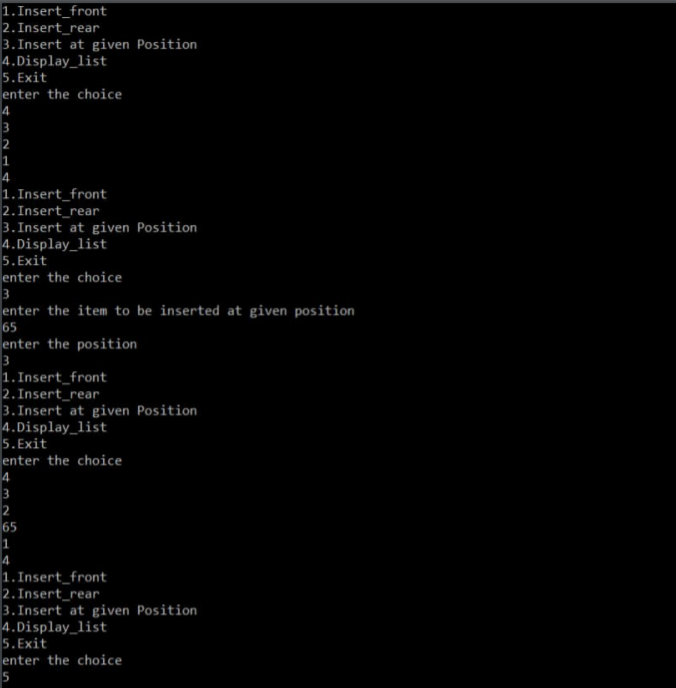 1.Insert_front
2.Insert_rear
3.Insert at given Position
4.Display_list
5.Exit
enter the choice
4
3
2
1
4
1.Insert_front
2.Insert_rear
3.Insert at given Position
4.Display_list
5.Exit
enter the choice
3
enter the item to be inserted at given position
65
enter the position
3
1.Insert_front
2.Insert_rear
3.Insert at given Position
4.Display_list
5.Exit
enter the choice
4
3
2
65
1
4
1.Insert_front
2.Insert_rear
3.Insert at given Position
4.Display_list
5.Exit
enter the choice
5